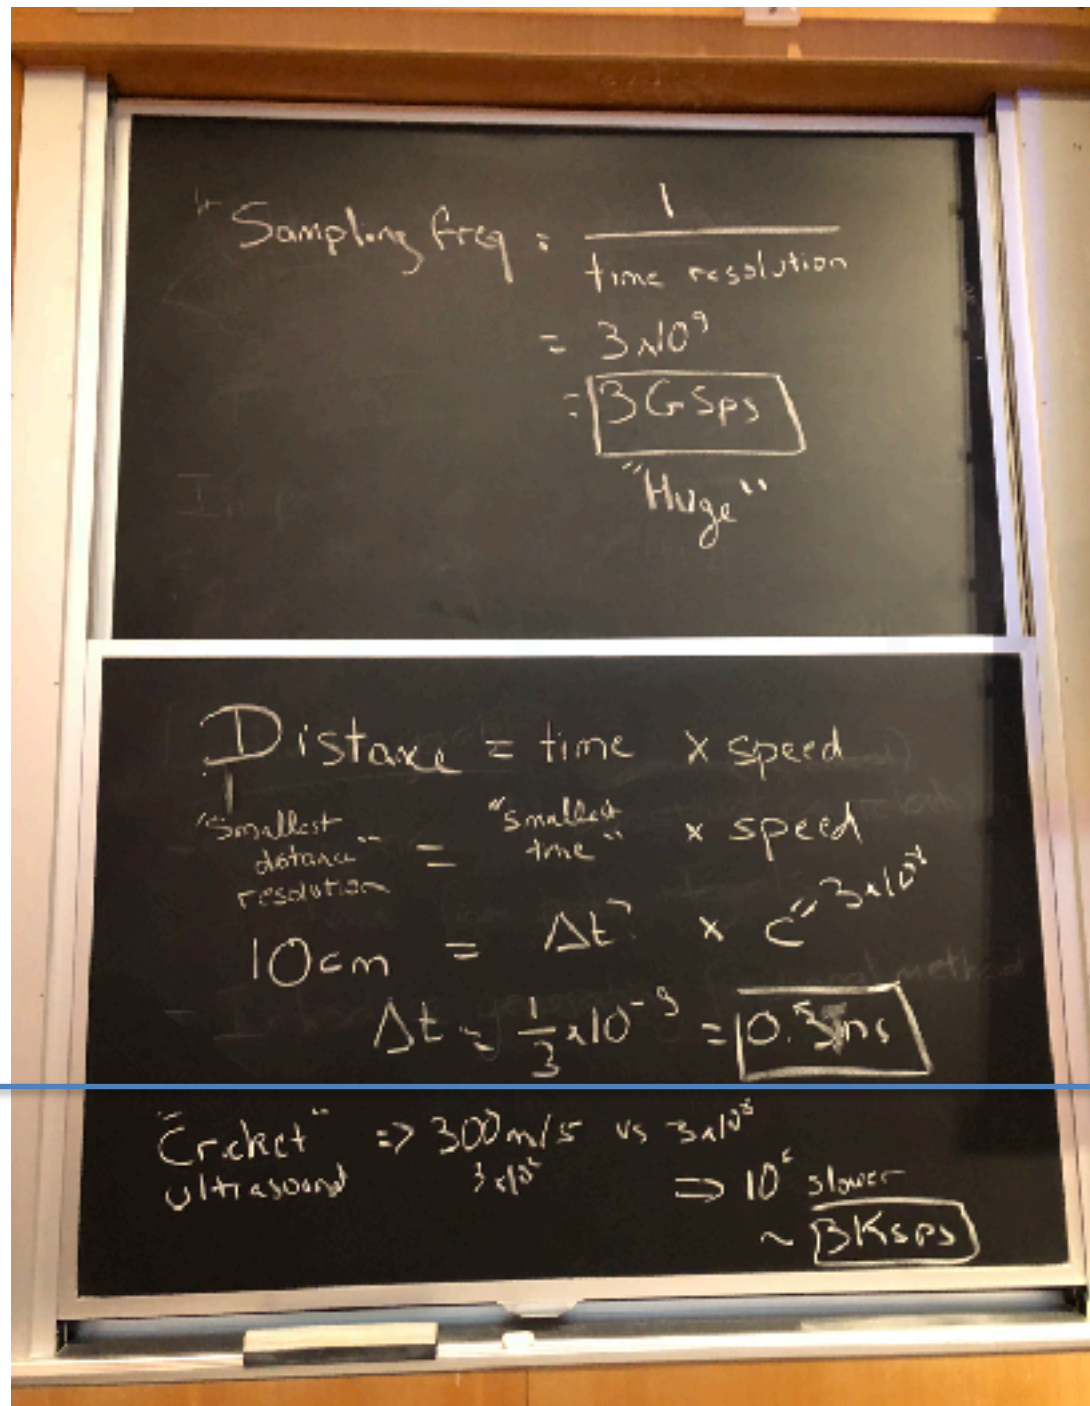 Sampling freq = 1 / time resolution
= 3x10⁹
= 3GSps
"Huge"
Distance = time x speed
"Smallest distance resolution" = "smallest time" x speed
10cm = Δt? x c" 3x10⁸
Δt = 1/3 x10⁻⁹ = 0.3ns
"Cricket" => 300m/s vs 3x10⁸
ultrasound 3x10² => 10⁶ slower
~ 3Ksps